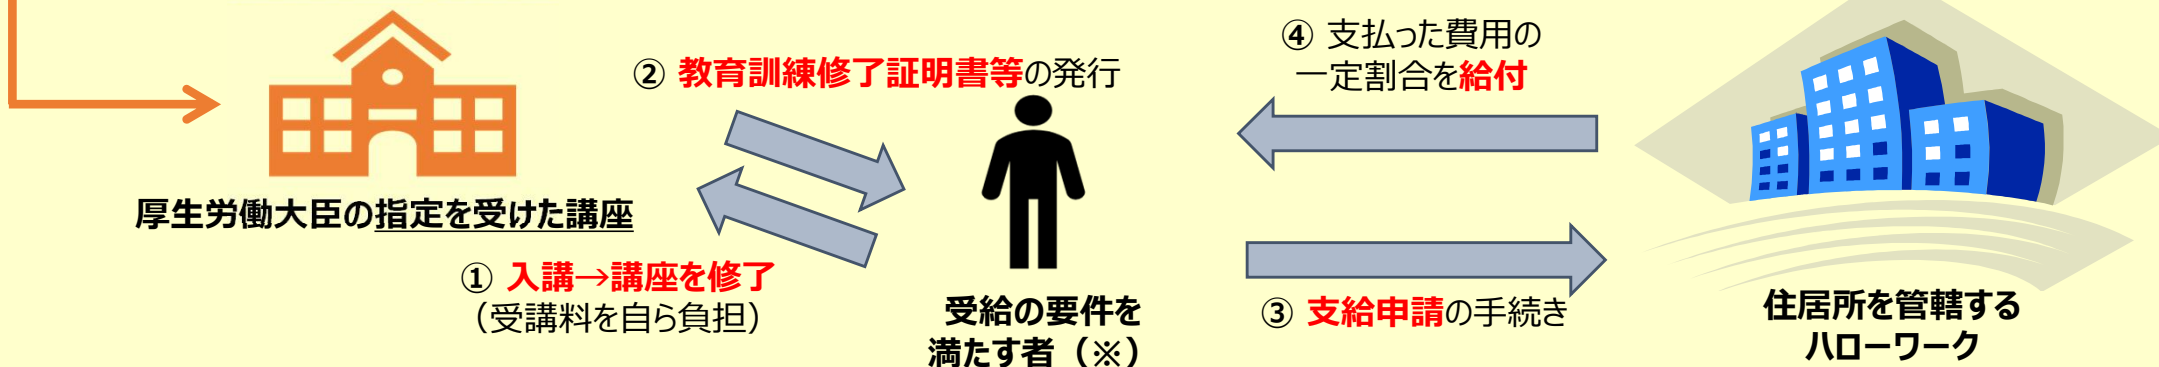 厚生労働大臣の指定を受けた講座
① 入講→講座を修了
（受講料を自ら負担）
② 教育訓練修了証明書等の発行
受給の要件を
満たす者（※）
③ 支給申請の手続き
④ 支払った費用の
一定割合を給付
住居所を管轄する
ハローワーク